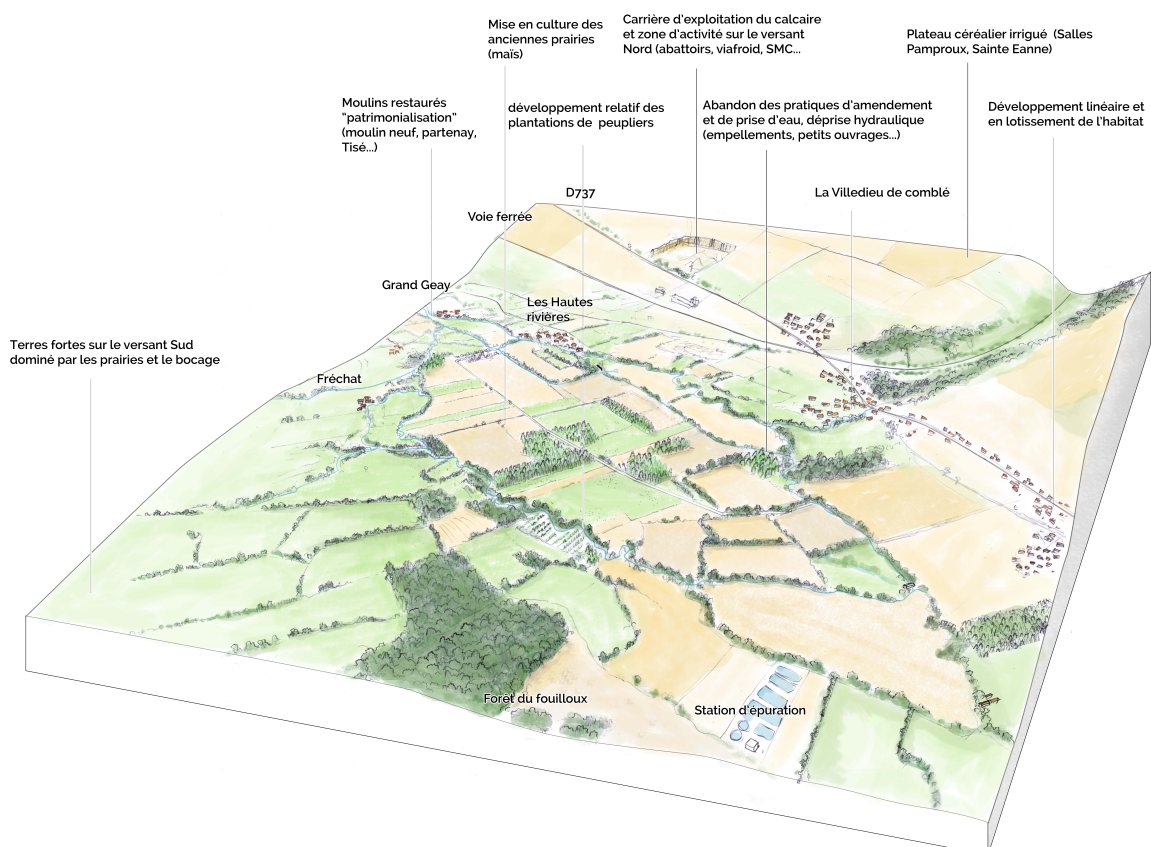 Mise en culture des
anciennes prairies
(maïs)
Carrière d'exploitation du calcaire
et zone d'activité sur le versant
Nord (abattoirs, viafroid, SMC...
Plateau céréalier irrigué (Salles
Pamproux, Sainte Eanne)
Moulins restaurés
"patrimonialisation"
(moulin neuf, partenay,
Tisé...)
développement relatif des
plantations de peupliers
Abandon des pratiques d'amendement
et de prise d'eau, déprise hydraulique
(empellements, petits ouvrages...)
Développement linéaire et
en lotissement de l'habitat
D737
La Villedieu de comblé
Voie ferrée
Grand Geay
Les Hautes
rivières
Terres fortes sur le versant Sud
dominé par les prairies et le bocage
Fréchat
Forêt du fouilloux
Station d'épuration